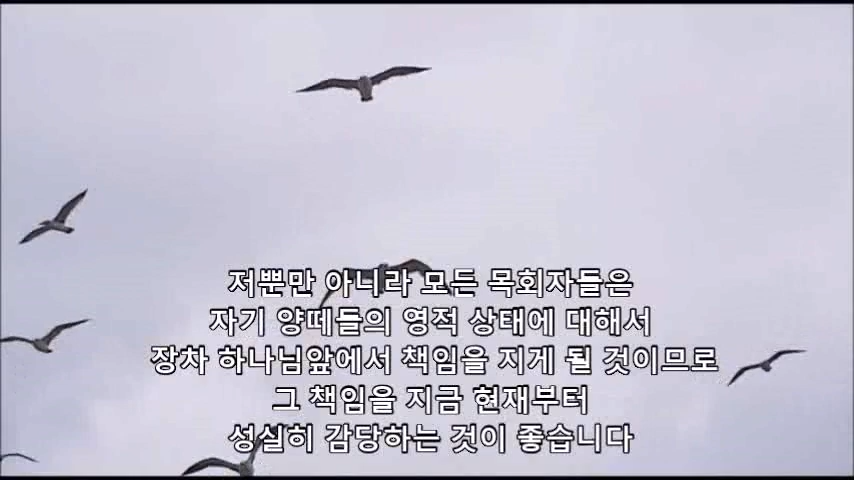 저뿐만 아니라 모든 목회자들은
자기 양떼들의 영적 상태에 대해서
장차 하나님앞에서 책임을 지게 될 것이므로
그 책임을 지금 현재부터
성실히 감당하는 것이 좋습니다